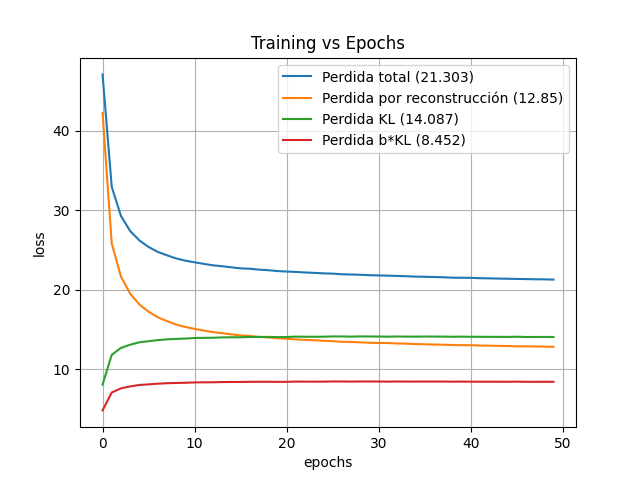 Training vs Epochs
Perdida total (21.303)
Perdida por reconstrucción (12.85)
Perdida KL (14.087)
Perdida b*KL (8.452)
loss
40
30
20
10
0 10 20 30 40 50
epochs